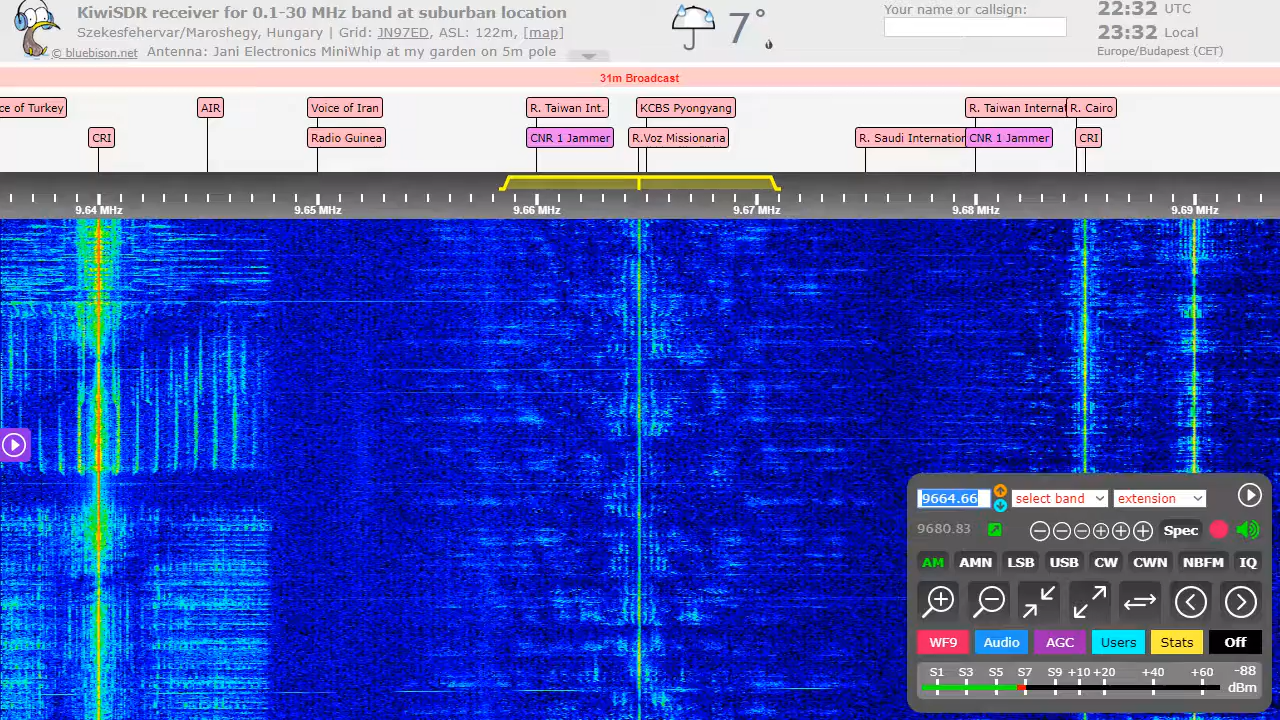 KiwiSDR receiver for 0.1-30 MHz band at suburban location
Szekesfehervar/Maroshegy, Hungary | Grid: JN97ED, ASL: 122m, [map]
© bluebison.net Antenna: Jani Electronics MiniWhip at my garden on 5m pole
7°
Your name or callsign:
22:32 UTC
23:32 Local
Europe/Budapest (CET)
31m Broadcast
ce of Turkey AIR Voice of Iran R. Taiwan Int. KCBS Pyongyang R. Taiwan Internat R. Cairo
CRI Radio Guinea CNR 1 Jammer R.Voz Missionaria R. Saudi Internation CNR 1 Jammer CRI
9.64 MHz 9.65 MHz 9.66 MHz 9.67 MHz 9.68 MHz 9.69 MHz
9664.66 select band extension
9680.83 Spec
AM AMN LSB USB CW CWN NBFM IQ
WF9 Audio AGC Users Stats Off
S1 S3 S5 S7 S9 +10 +20 +40 +60 -88
dBm